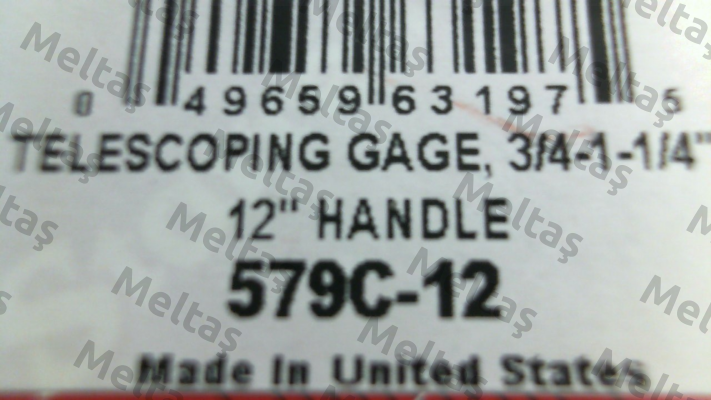 0 49659 63197 5
TELESCOPING GAGE, 3/4-1-1/4"
12" HANDLE
579C-12
Made In United States
Meltaş